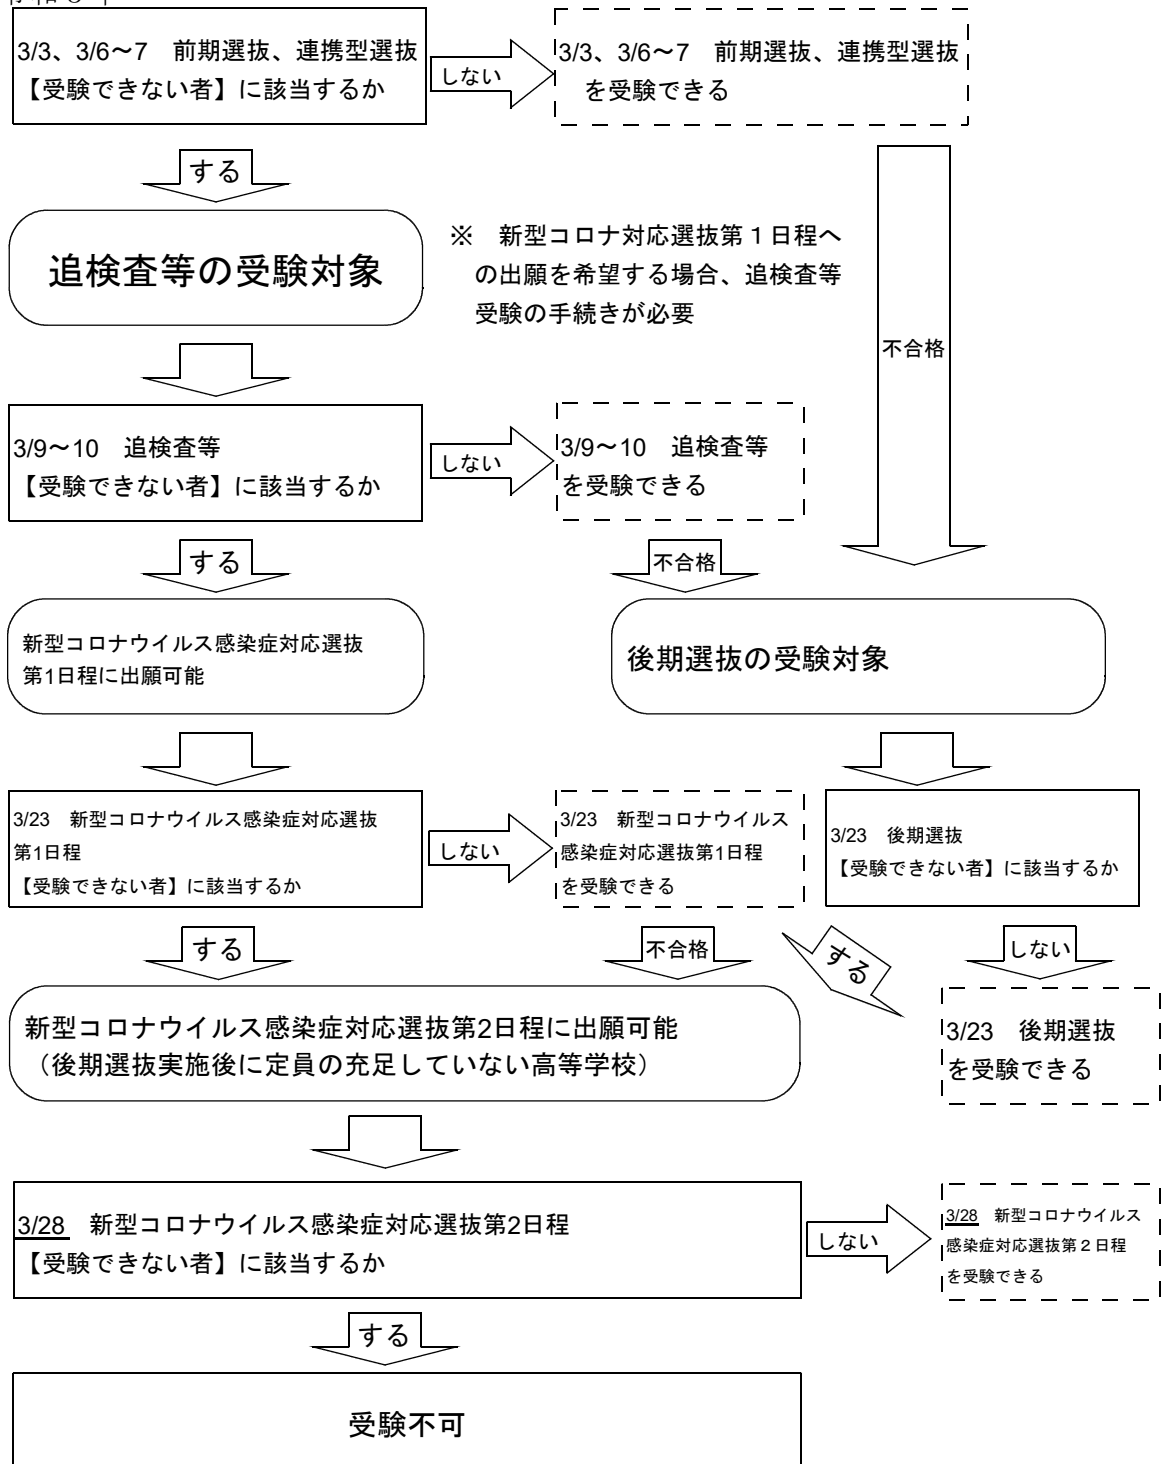 3/3、3/6～7　前期選抜、連携型選抜
【受験できない者】に該当するか
しない
3/3、3/6～7　前期選抜、連携型選抜
を受験できる
する
追検査等の受験対象
※　新型コロナ対応選抜第１日程へ
の出願を希望する場合、追検査等
受験の手続きが必要
不合格
3/9～10　追検査等
【受験できない者】に該当するか
しない
3/9～10　追検査等
を受験できる
する
不合格
新型コロナウイルス感染症対応選抜
第1日程に出願可能
後期選抜の受験対象
3/23　新型コロナウイルス感染症対応選抜
第1日程
【受験できない者】に該当するか
しない
3/23　新型コロナウイルス
感染症対応選抜第1日程
を受験できる
3/23　後期選抜
【受験できない者】に該当するか
する
不合格
する
しない
新型コロナウイルス感染症対応選抜第2日程に出願可能
（後期選抜実施後に定員の充足していない高等学校）
3/23　後期選抜
を受験できる
3/28　新型コロナウイルス感染症対応選抜第2日程
【受験できない者】に該当するか
しない
3/28　新型コロナウイルス
感染症対応選抜第２日程
を受験できる
する
受験不可